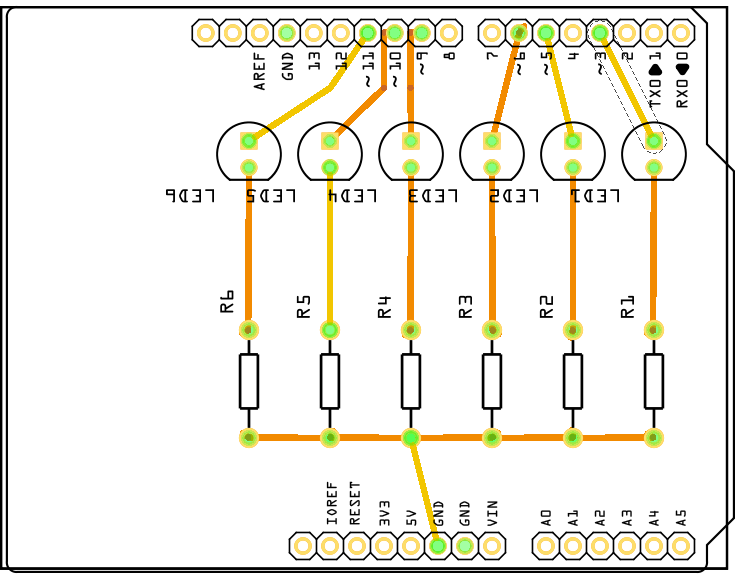 AREF
GND
13
12
~11
~10
~9
8
7
~6
~5
4
~3
2
TX0▶1
RX0◀0
LED6
LED5
LED4
LED3
LED2
LED1
R6
R5
R4
R3
R2
R1
IOREF
RESET
3V3
5V
GND
GND
VIN
A0
A1
A2
A3
A4
A5